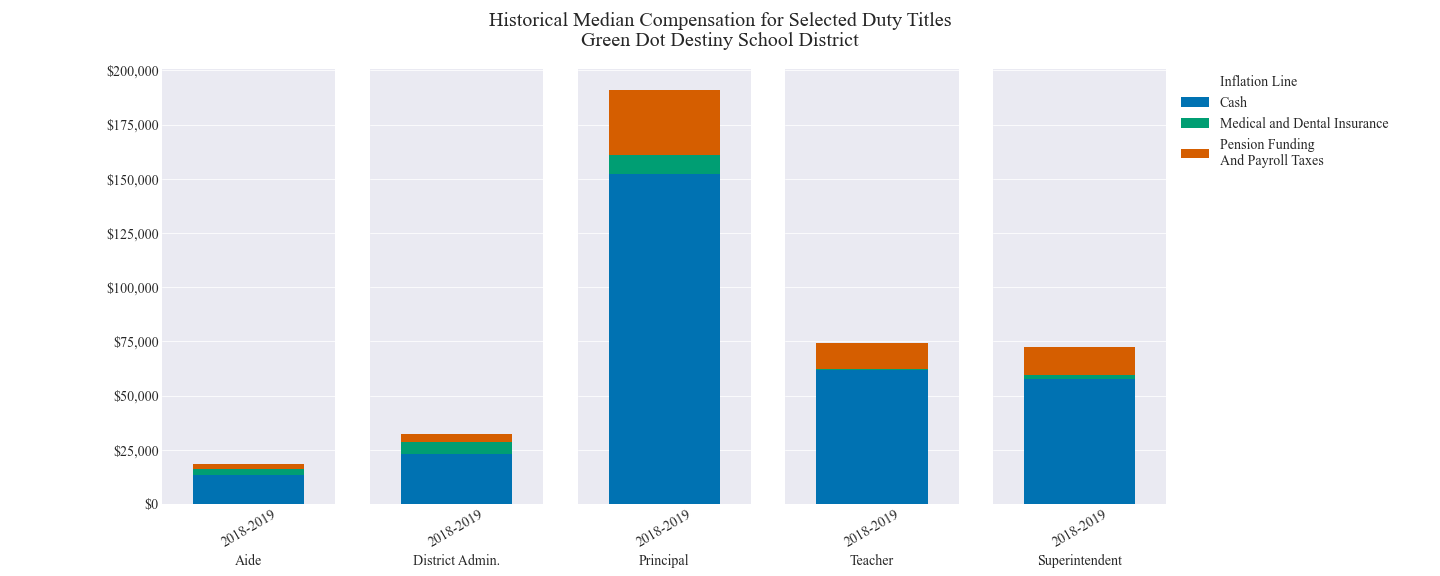 Historical Median Compensation for Selected Duty Titles
Green Dot Destiny School District
$200,000
$175,000
$150,000
$125,000
$100,000
$75,000
$50,000
$25,000
$0
2018-2019
2018-2019
2018-2019
2018-2019
2018-2019
Aide
District Admin.
Principal
Teacher
Superintendent
Inflation Line
Cash
Medical and Dental Insurance
Pension Funding
And Payroll Taxes